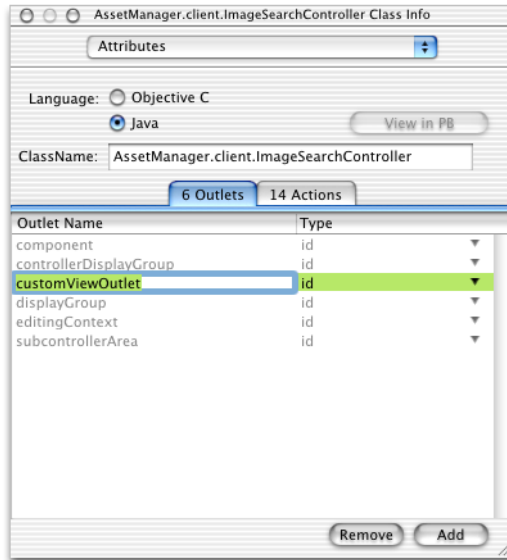 AssetManager.client.ImageSearchController Class Info
Attributes
Language: Objective C
Java View in PB
ClassName: AssetManager.client.ImageSearchController
6 Outlets 14 Actions
Outlet Name Type
component id
controllerDisplayGroup id
customViewOutlet id
displayGroup id
editingContext id
subcontrollerArea id
Remove Add